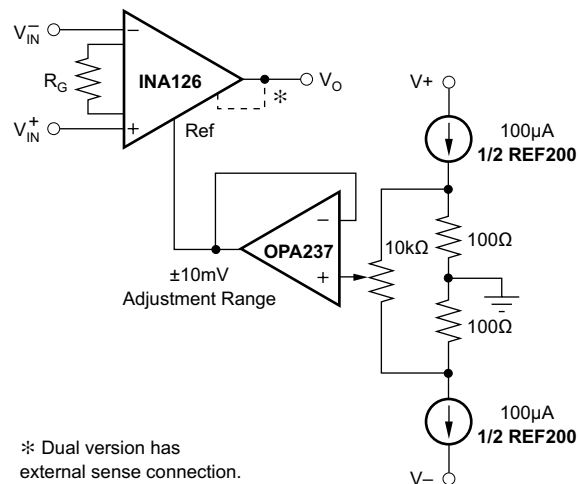 V⁻IN
−
INA126
VO
RG
*
V⁺IN
+
Ref
V+
100µA
1/2 REF200
−
OPA237
+
10kΩ
100Ω
100Ω
±10mV
Adjustment Range
100µA
1/2 REF200
V–
* Dual version has
external sense connection.